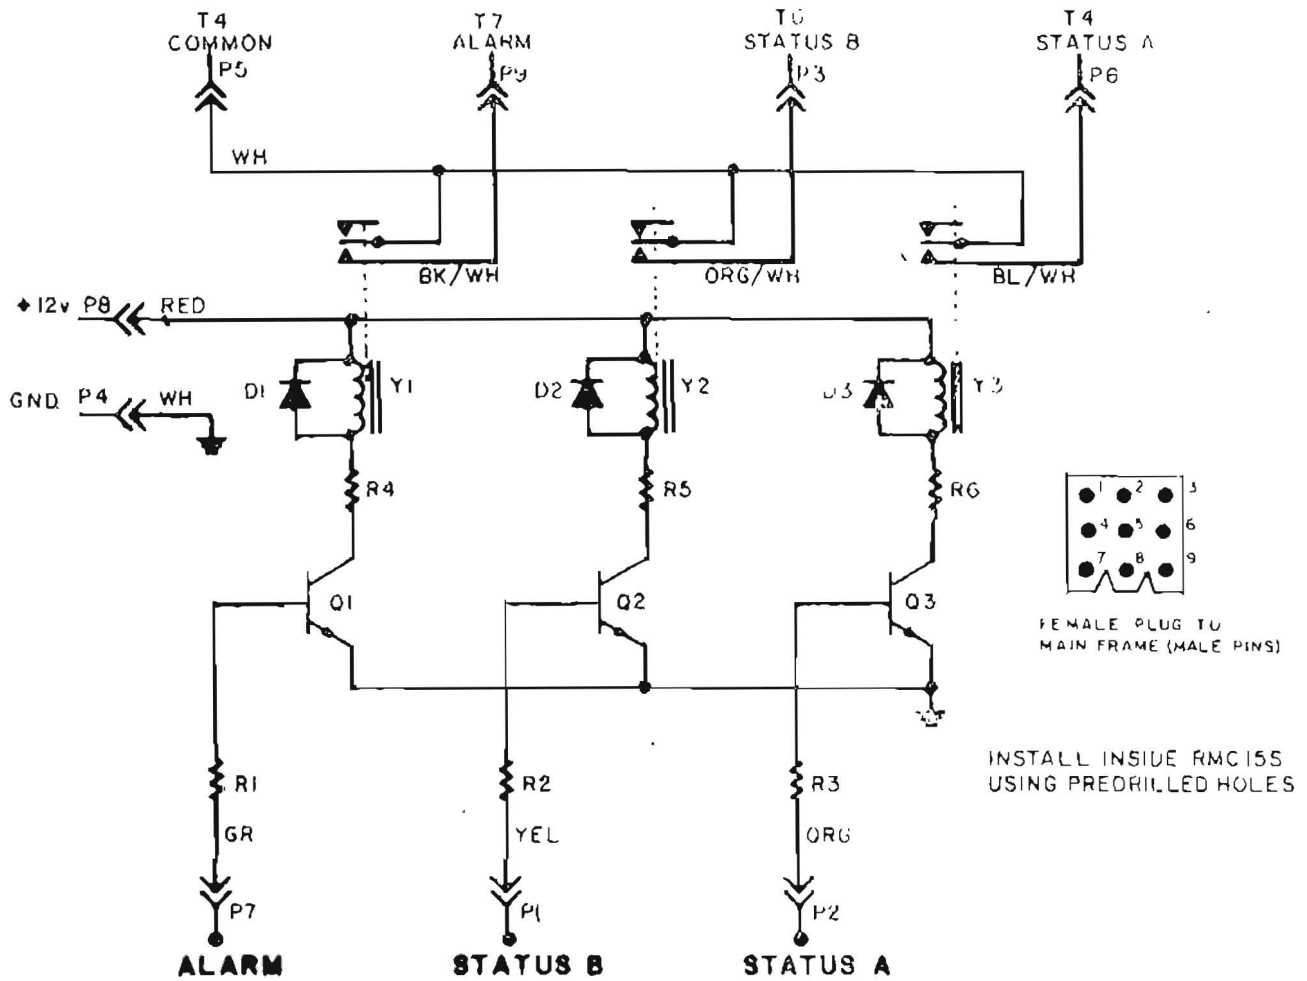 T4 T7 T6 T4
COMMON ALARM STATUS B STATUS A
P5 P9 P3 P6
WH
BK/WH ORG/WH BL/WH
+12v P8 RED
D1 Y1 D2 Y2 D3 Y3
GND P4 WH
R4 R5 R6
1 2 3
4 5 6
7 8 9
Q1 Q2 Q3
FEMALE PLUG TO
MAIN FRAME (MALE PINS)
INSTALL INSIDE RMC155
USING PREDRILLED HOLES
R1 R2 R3
GR YEL ORG
P7 P1 P2
ALARM STATUS B STATUS A